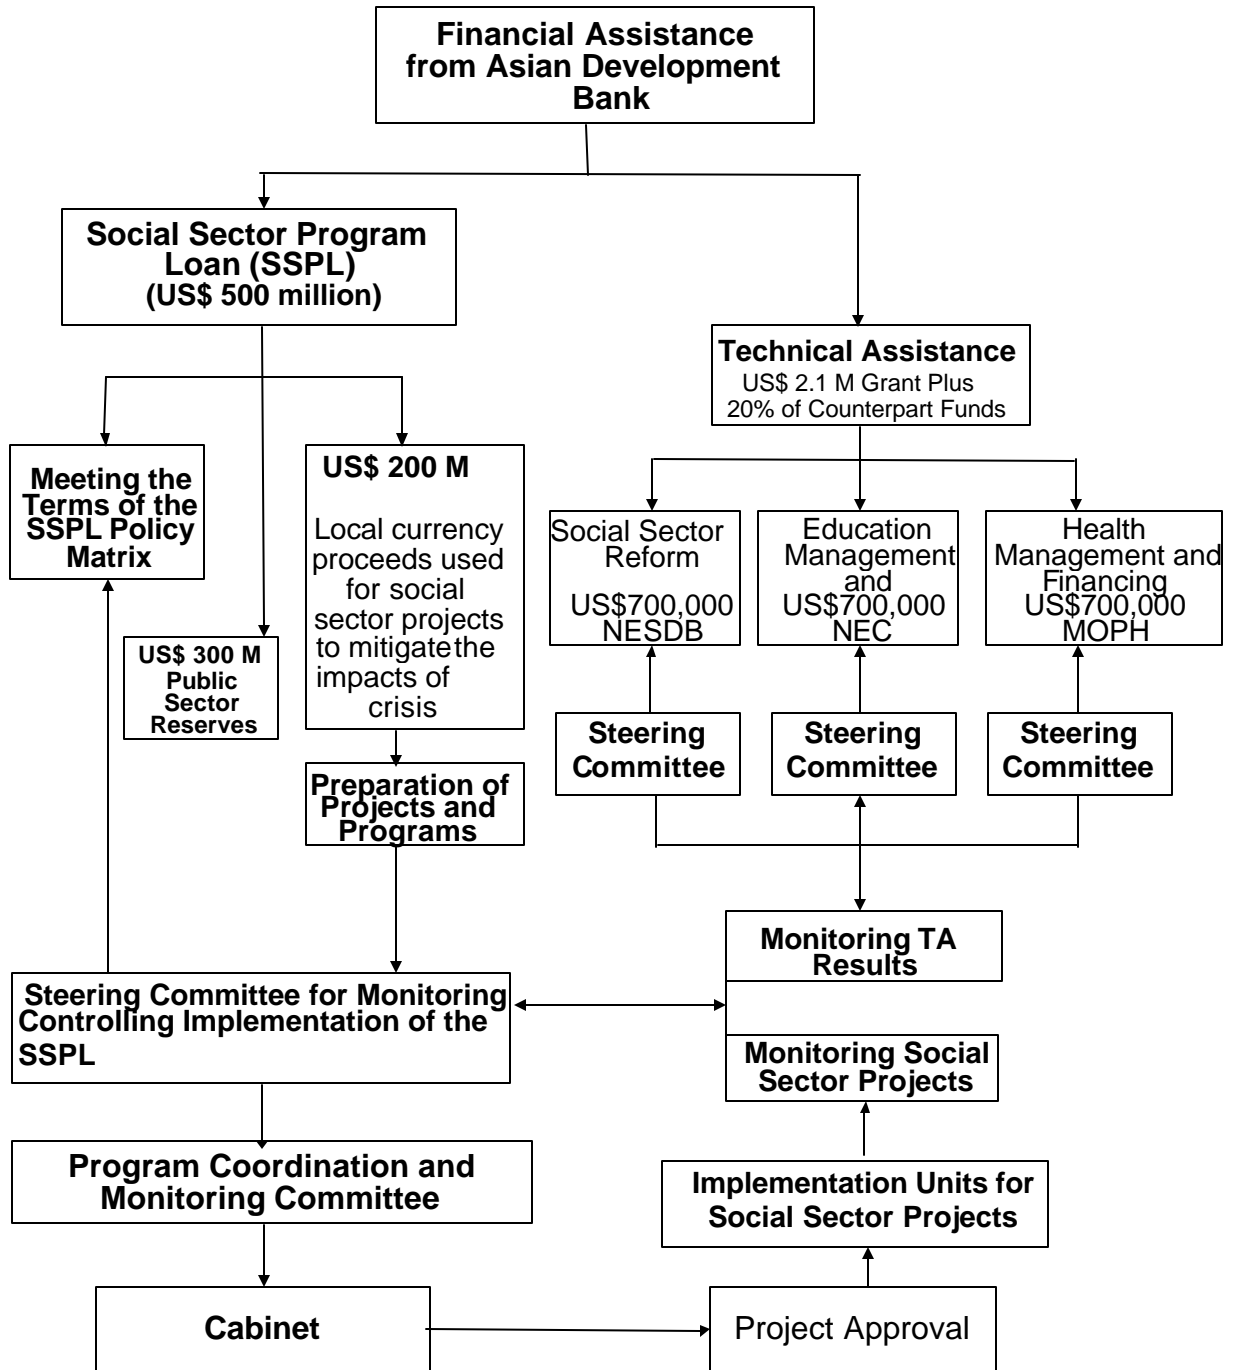 Financial Assistance
from Asian Development
Bank
Social Sector Program
Loan (SSPL)
(US$ 500 million)
Technical Assistance
US$ 2.1 M Grant Plus
20% of Counterpart Funds
Meeting the
Terms of the
SSPL Policy
Matrix
US$ 200 M
Local currency
proceeds used
for social
sector projects
to mitigate the
impacts of
crisis
US$ 300 M
Public
Sector
Reserves
Social Sector
Reform
US$700,000
NESDB
Education
Management
and
US$700,000
NEC
Health
Management and
Financing
US$700,000
MOPH
Steering
Committee
Steering
Committee
Steering
Committee
Preparation of
Projects and
Programs
Monitoring TA
Results
Steering Committee for Monitoring
Controlling Implementation of the
SSPL
Monitoring Social
Sector Projects
Program Coordination and
Monitoring Committee
Implementation Units for
Social Sector Projects
Cabinet
Project Approval